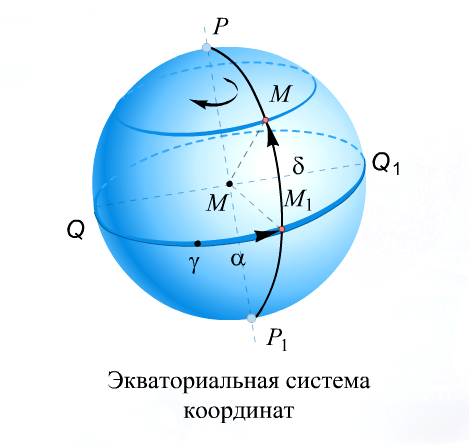 P
M
Q₁
δ
M
M₁
Q
γ
α
P₁
Экваториальная система
координат